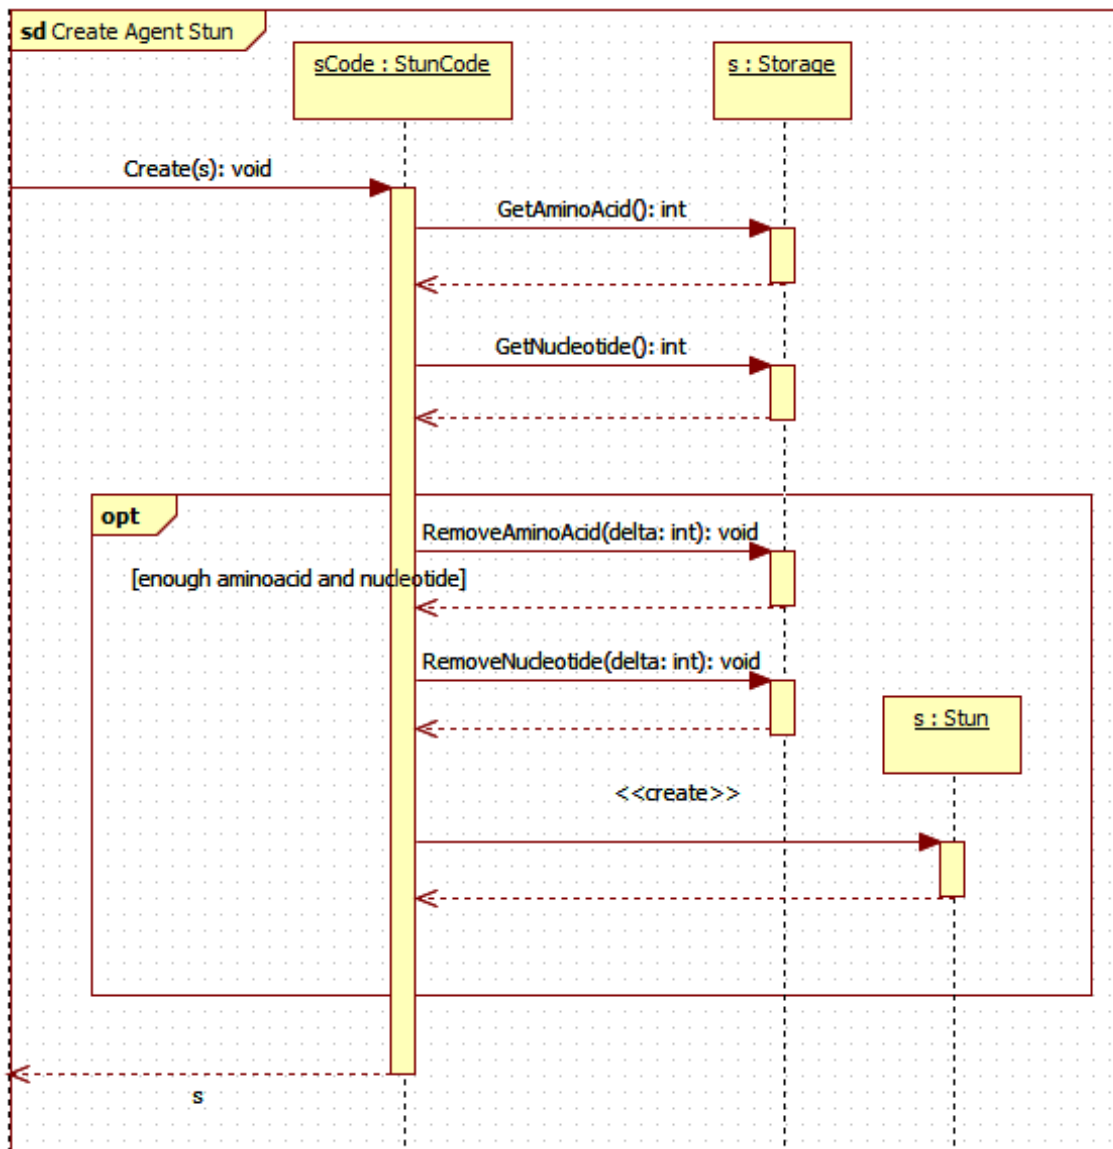 sd Create Agent Stun
sCode : StunCode
s : Storage
Create(s): void
GetAminoAcid(): int
GetNucleotide(): int
opt
RemoveAminoAcid(delta: int): void
[enough aminoacid and nucleotide]
RemoveNucleotide(delta: int): void
s : Stun
<<create>>
s